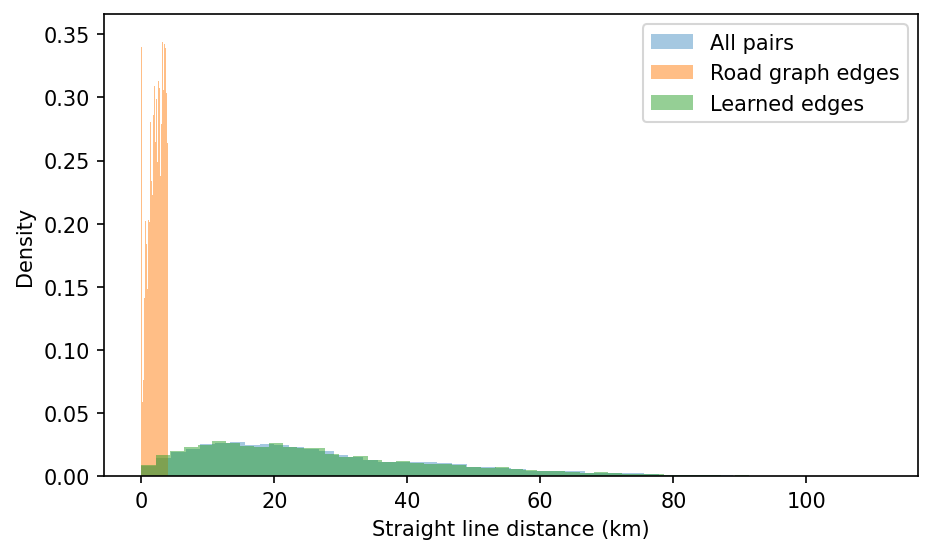 All pairs
Road graph edges
Learned edges
Density
0.35
0.30
0.25
0.20
0.15
0.10
0.05
0.00
0 20 40 60 80 100
Straight line distance (km)